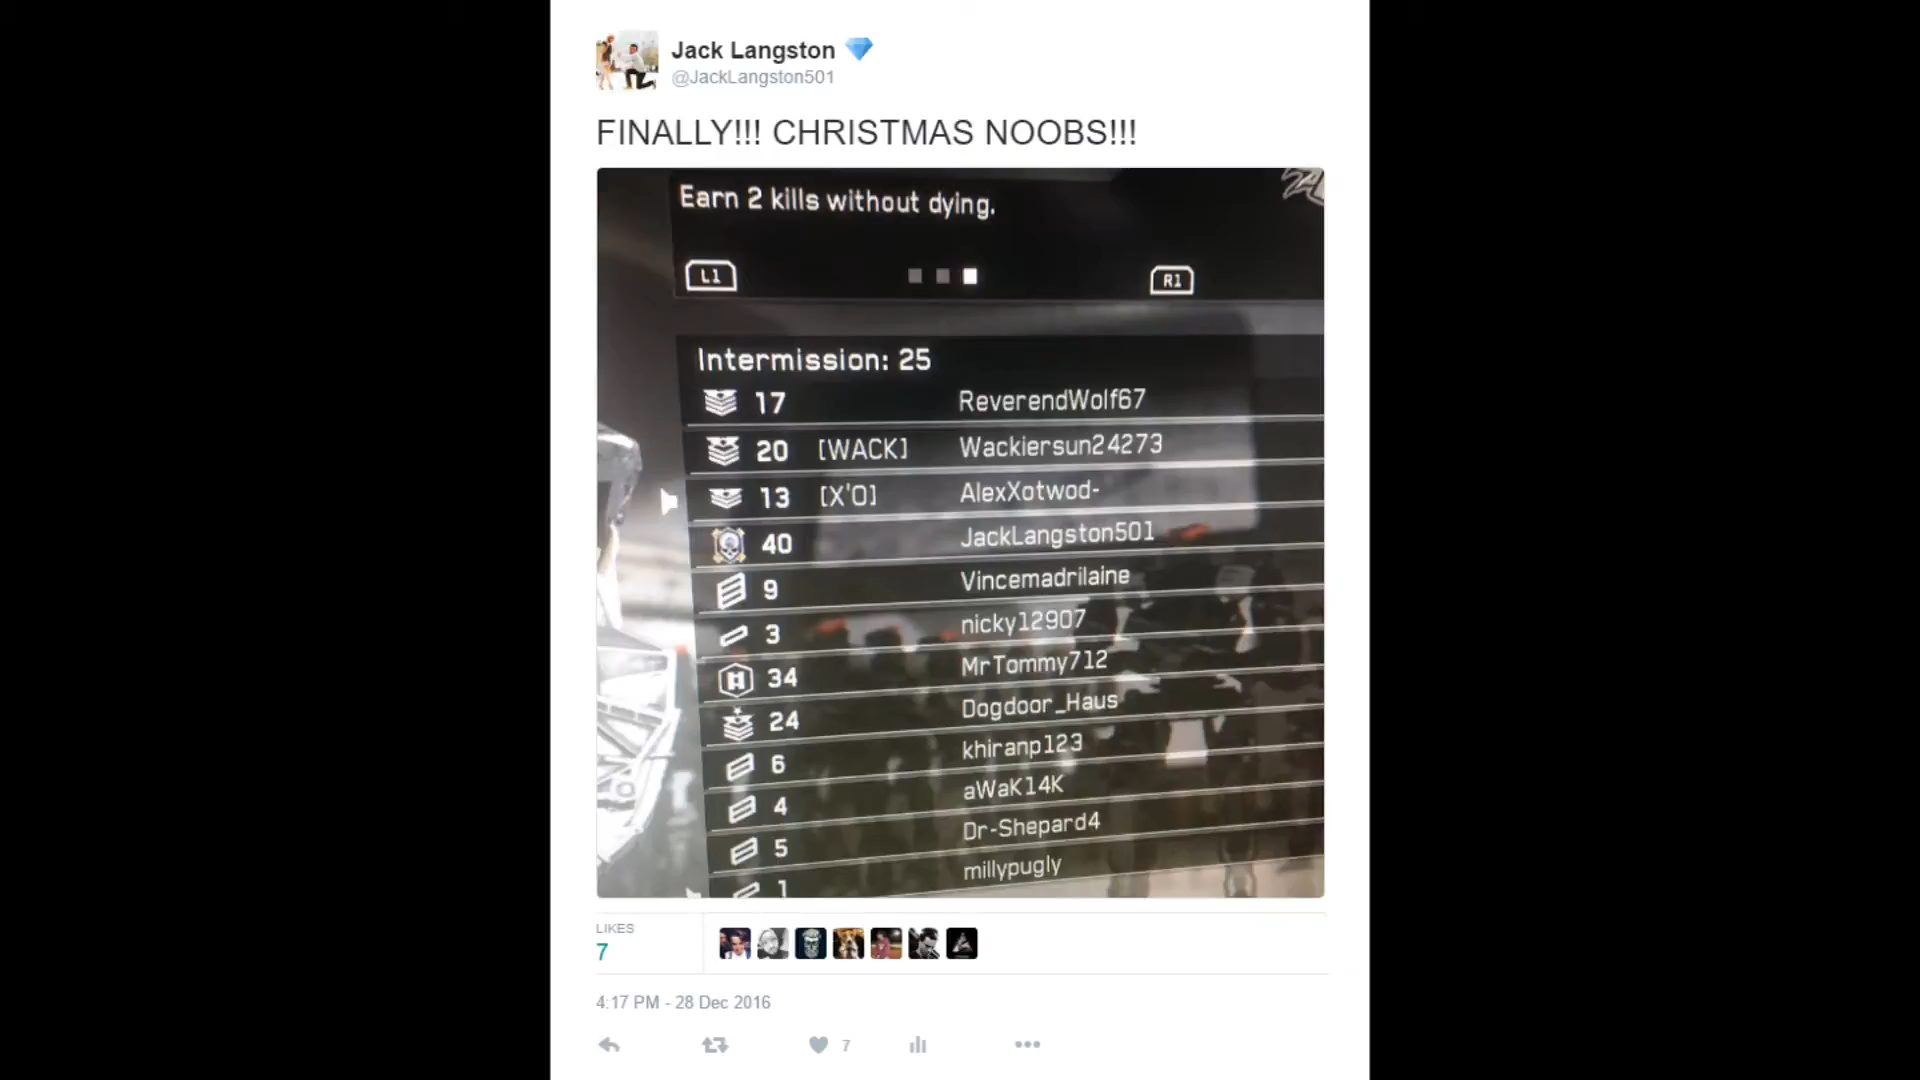 Jack Langston
@JackLangston501
FINALLY!!! CHRISTMAS NOOBS!!!
Earn 2 kills without dying.
L1 R1
Intermission: 25
17 ReverendWolf67
20 [WACK] Wackiersun24273
13 [X'O] AlexXotwod-
40 JackLangston501
9 Vincemadrilaine
3 nicky12907
34 MrTommy712
24 Dogdoor_Haus
6 khiranp123
4 aWaK14K
5 Dr-Shepard4
1 millypugly
LIKES
7
4:17 PM - 28 Dec 2016
7